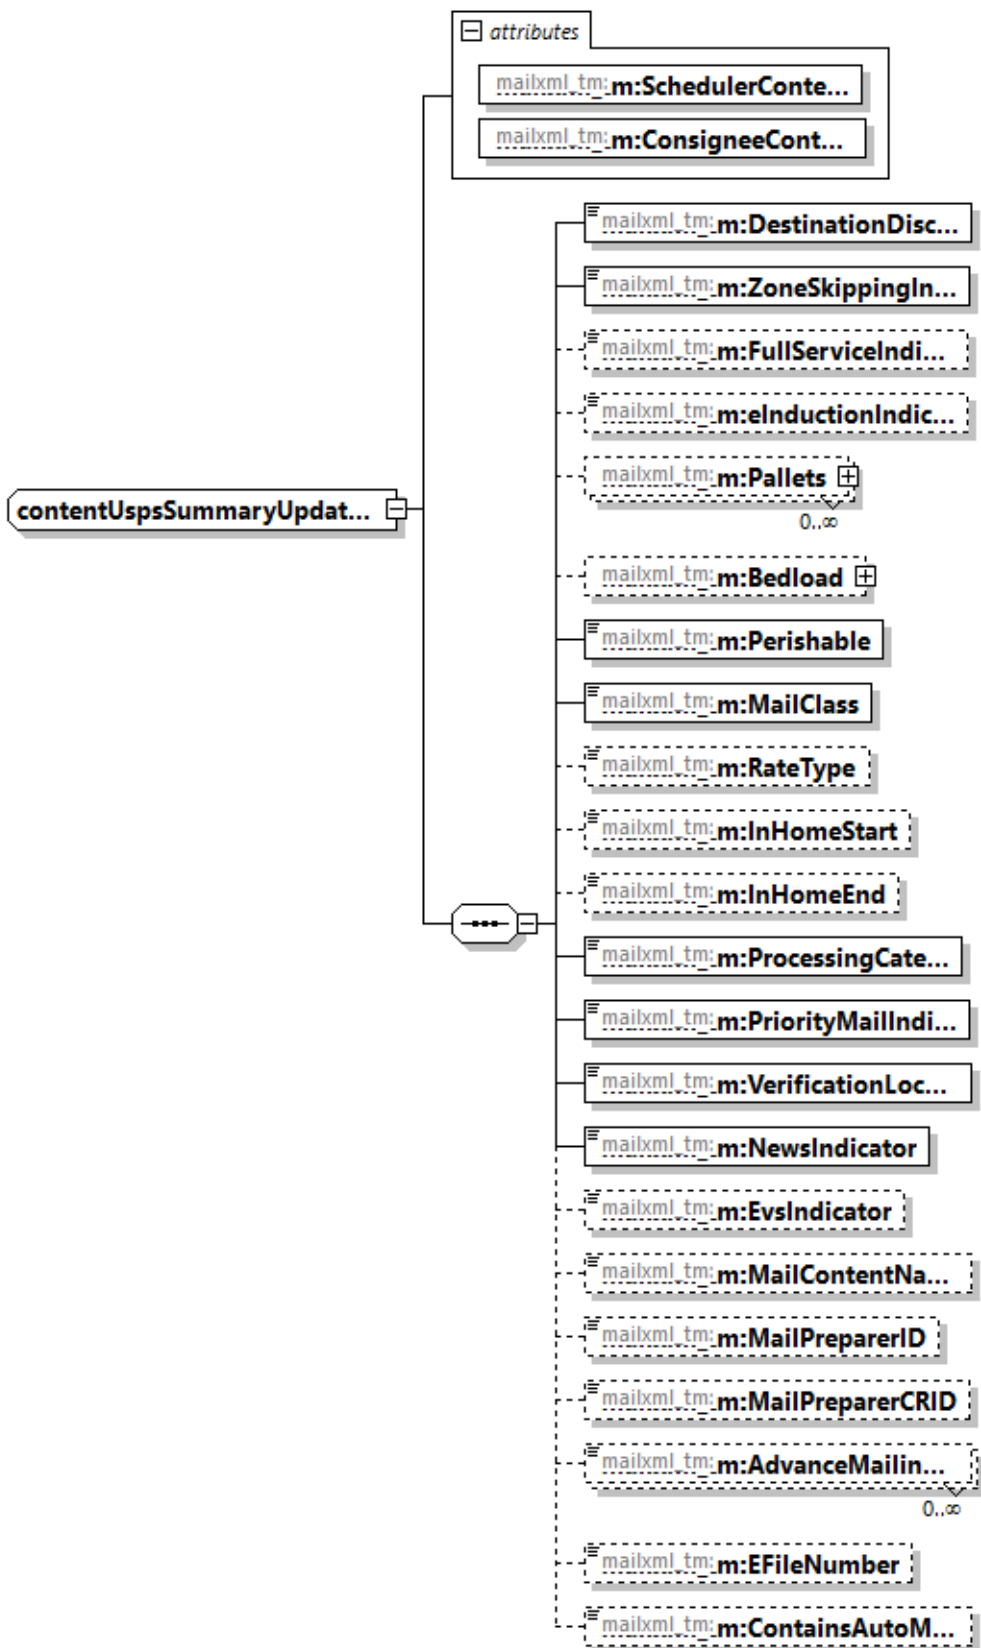 attributes
mailxml_tm:m:SchedulerConte...
mailxml_tm:m:ConsigneeCont...
mailxml_tm:m:DestinationDisc...
mailxml_tm:m:ZoneSkippingIn...
mailxml_tm:m:FullServiceIndi...
mailxml_tm:m:eInductionIndic...
mailxml_tm:m:Pallets
0..∞
contentUspsSummaryUpdat...
mailxml_tm:m:Bedload
mailxml_tm:m:Perishable
mailxml_tm:m:MailClass
mailxml_tm:m:RateType
mailxml_tm:m:InHomeStart
mailxml_tm:m:InHomeEnd
mailxml_tm:m:ProcessingCate...
mailxml_tm:m:PriorityMailIndi...
mailxml_tm:m:VerificationLoc...
mailxml_tm:m:NewsIndicator
mailxml_tm:m:EvsIndicator
mailxml_tm:m:MailContentNa...
mailxml_tm:m:MailPreparerID
mailxml_tm:m:MailPreparerCRID
mailxml_tm:m:AdvanceMailin...
0..∞
mailxml_tm:m:EFileNumber
mailxml_tm:m:ContainsAutoM...